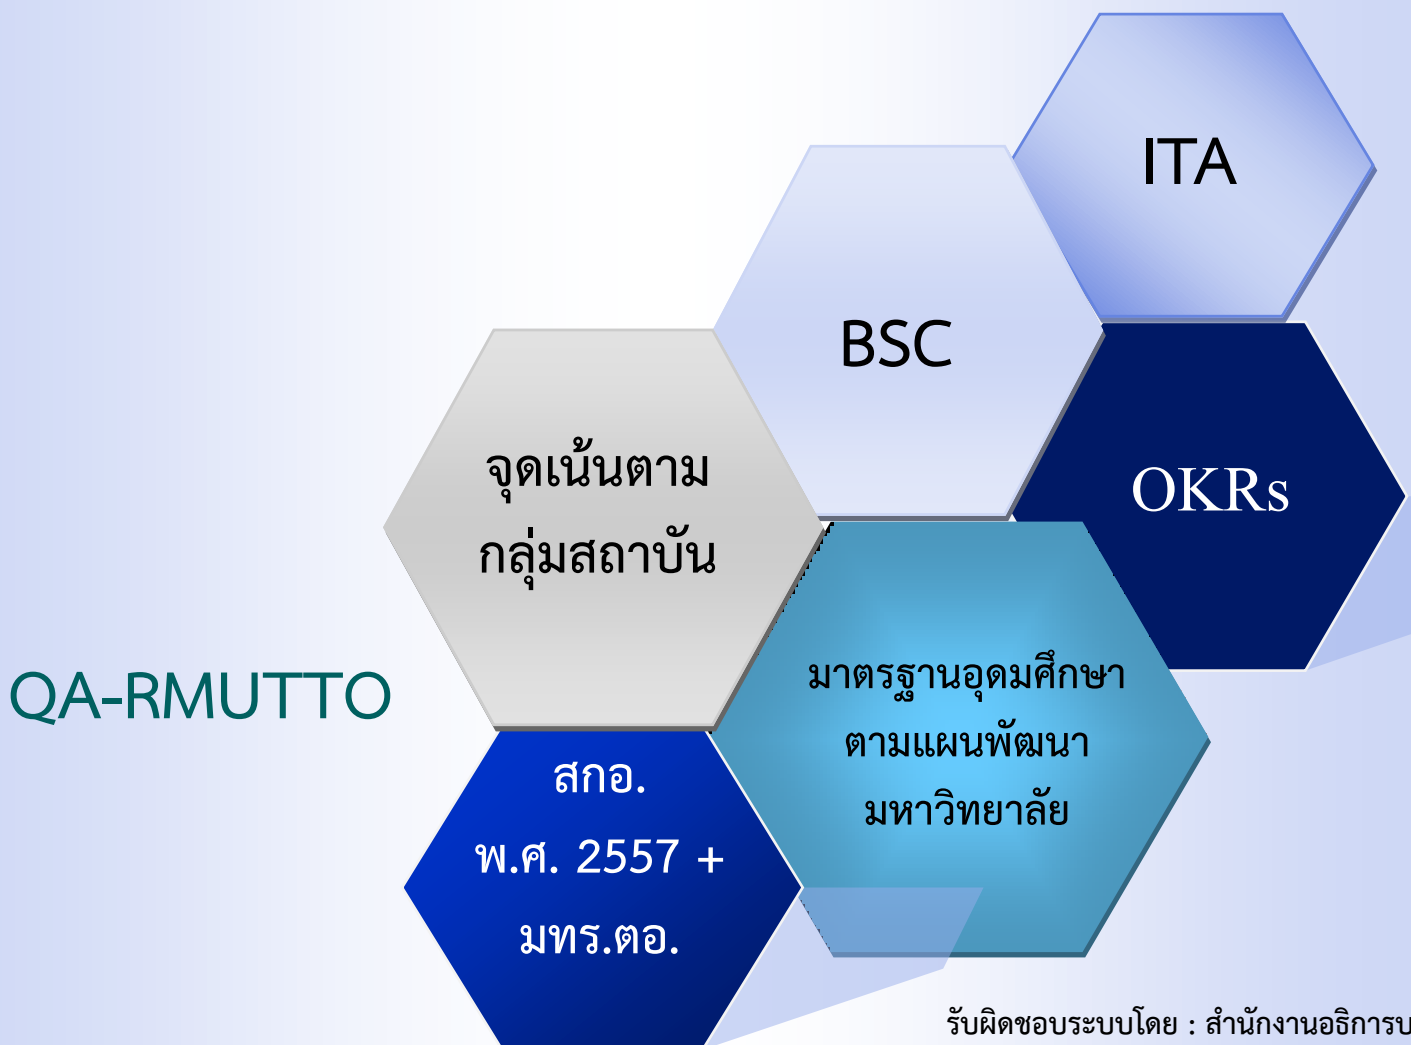 ITA
BSC
OKRs
จุดเน้นตาม
กลุ่มสถาบัน
มาตรฐานอุดมศึกษา
ตามแผนพัฒนา
มหาวิทยาลัย
QA-RMUTTO
สกอ.
พ.ศ. 2557 +
มทร.ตอ.
รับผิดชอบระบบโดย : สำนักงานอธิการบ